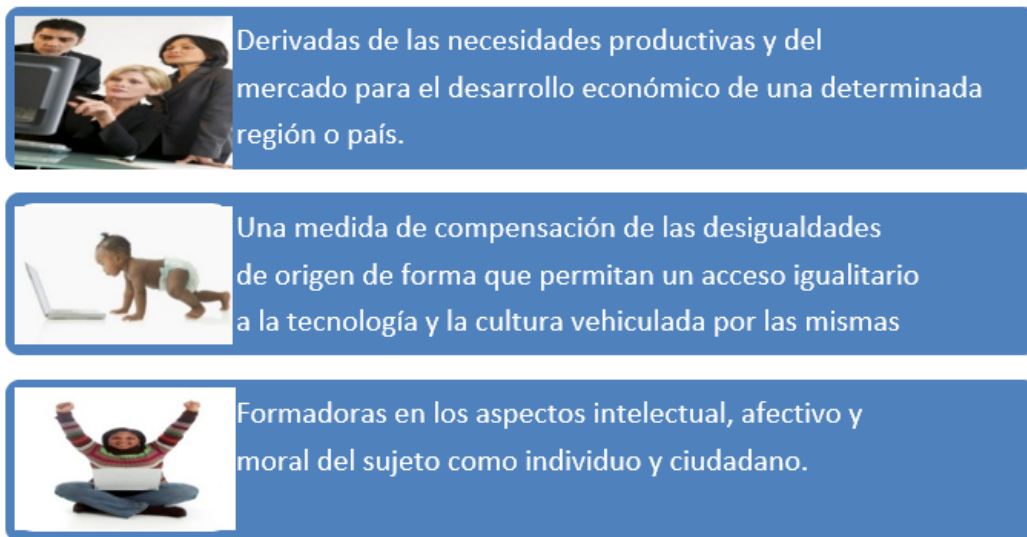 Derivadas de las necesidades productivas y del
mercado para el desarrollo económico de una determinada
región o país.
Una medida de compensación de las desigualdades
de origen de forma que permitan un acceso igualitario
a la tecnología y la cultura vehiculada por las mismas
Formadoras en los aspectos intelectual, afectivo y
moral del sujeto como individuo y ciudadano.